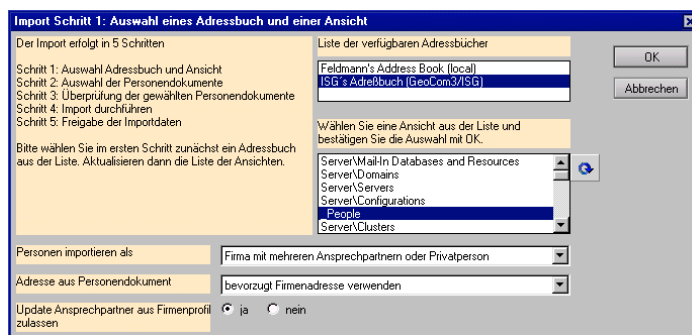 Import Schritt 1: Auswahl eines Adressbuch und einer Ansicht
Der Import erfolgt in 5 Schritten
Schritt 1: Auswahl Adressbuch und Ansicht
Schritt 2: Auswahl der Personendokumente
Schritt 3: Überprüfung der gewählten Personendokumente
Schritt 4: Import durchführen
Schritt 5: Freigabe der Importdaten
Bitte wählen Sie im ersten Schritt zunächst ein Adressbuch
aus der Liste. Aktualisieren dann die Liste der Ansichten.
Liste der verfügbaren Adressbücher
Feldmann's Address Book (local)
ISG´s Adreßbuch (GeoCom3/ISG)
OK
Abbrechen
Wählen Sie eine Ansicht aus der Liste und
bestätigen Sie die Auswahl mit OK.
Server\Mail-In Databases and Resources
Server\Domains
Server\Servers
Server\Configurations
People
Server\Clusters
Personen importieren als
Firma mit mehreren Ansprechpartnern oder Privatperson
Adresse aus Personendokument
bevorzugt Firmenadresse verwenden
Update Ansprechpartner aus Firmenprofil
zulassen
ja nein